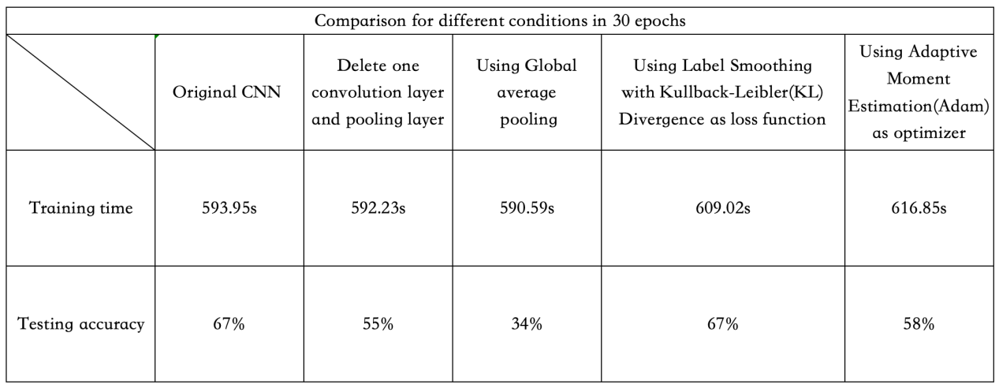 Comparison for different conditions in 30 epochs
Original CNN
Delete one
convolution layer
and pooling layer
Using Global
average
pooling
Using Label Smoothing
with Kullback-Leibler(KL)
Divergence as loss function
Using Adaptive
Moment
Estimation(Adam)
as optimizer
Training time
593.95s
592.23s
590.59s
609.02s
616.85s
Testing accuracy
67%
55%
34%
67%
58%